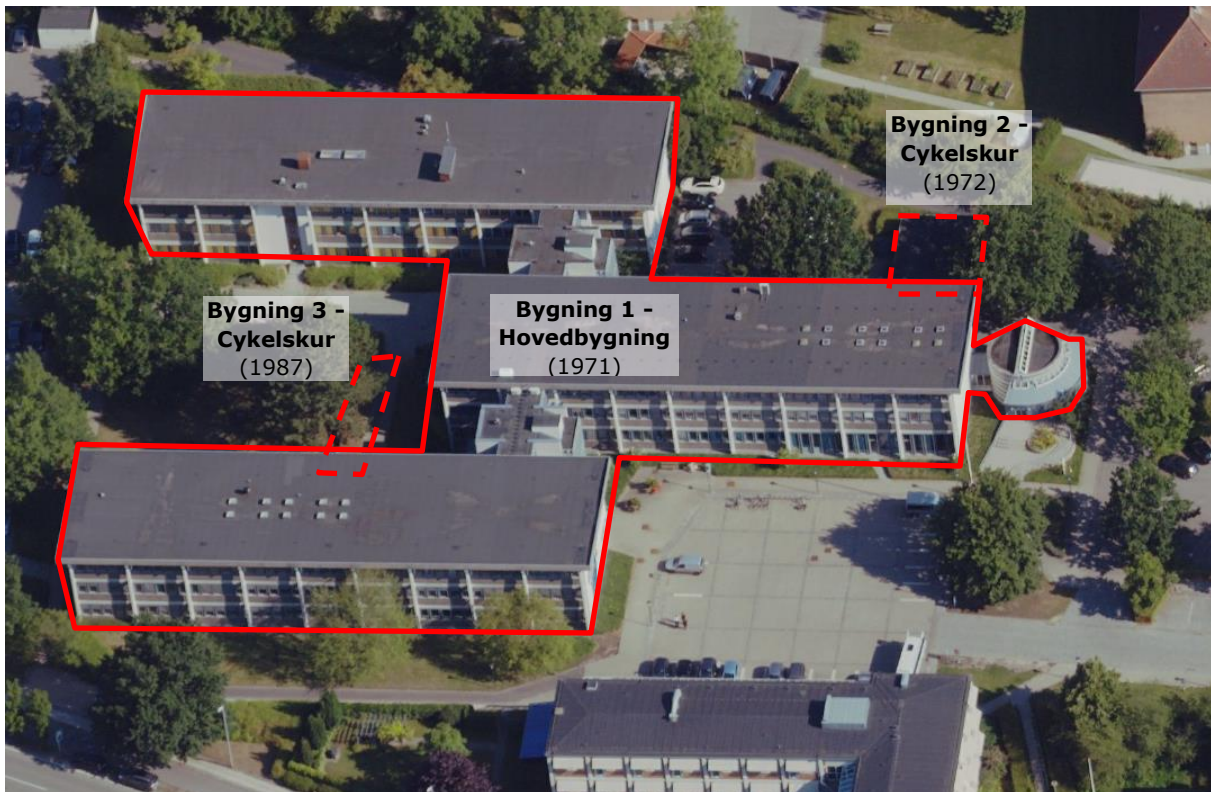 Bygning 2 -
Cykelskur
(1972)
Bygning 3 -
Cykelskur
(1987)
Bygning 1 -
Hovedbygning
(1971)